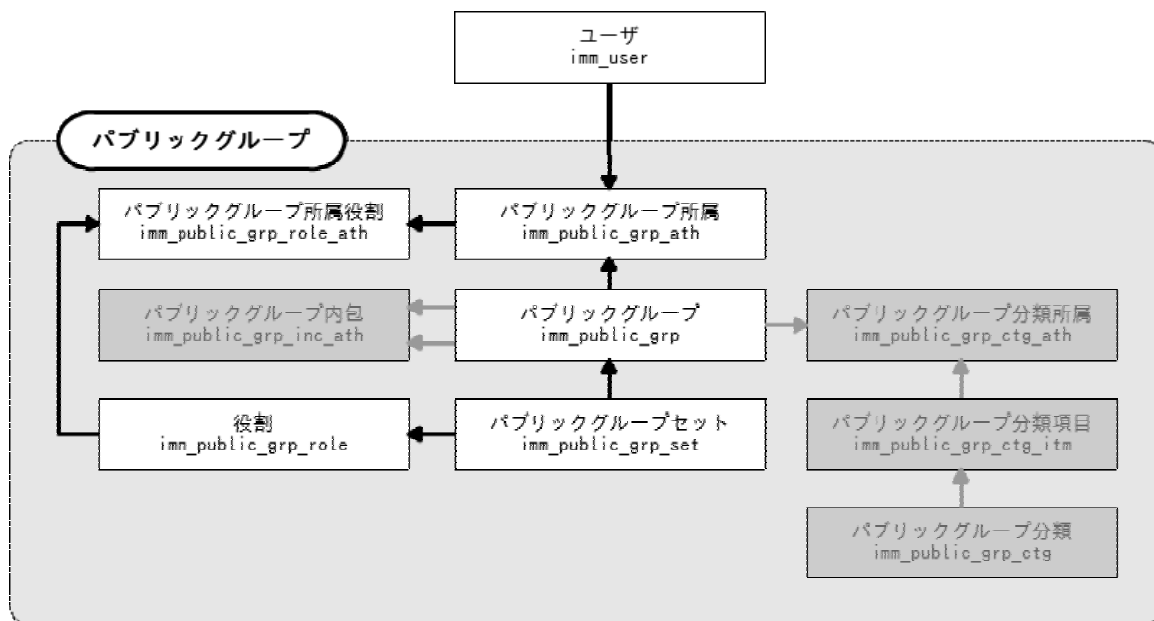 ユーザ
imm_user
パブリックグループ
パブリックグループ所属役割
imm_public_grp_role_ath
パブリックグループ所属
imm_public_grp_ath
パブリックグループ内包
imm_public_grp_inc_ath
パブリックグループ
imm_public_grp
パブリックグループ分類所属
imm_public_grp_ctg_ath
役割
imm_public_grp_role
パブリックグループセット
imm_public_grp_set
パブリックグループ分類項目
imm_public_grp_ctg_itm
パブリックグループ分類
imm_public_grp_ctg